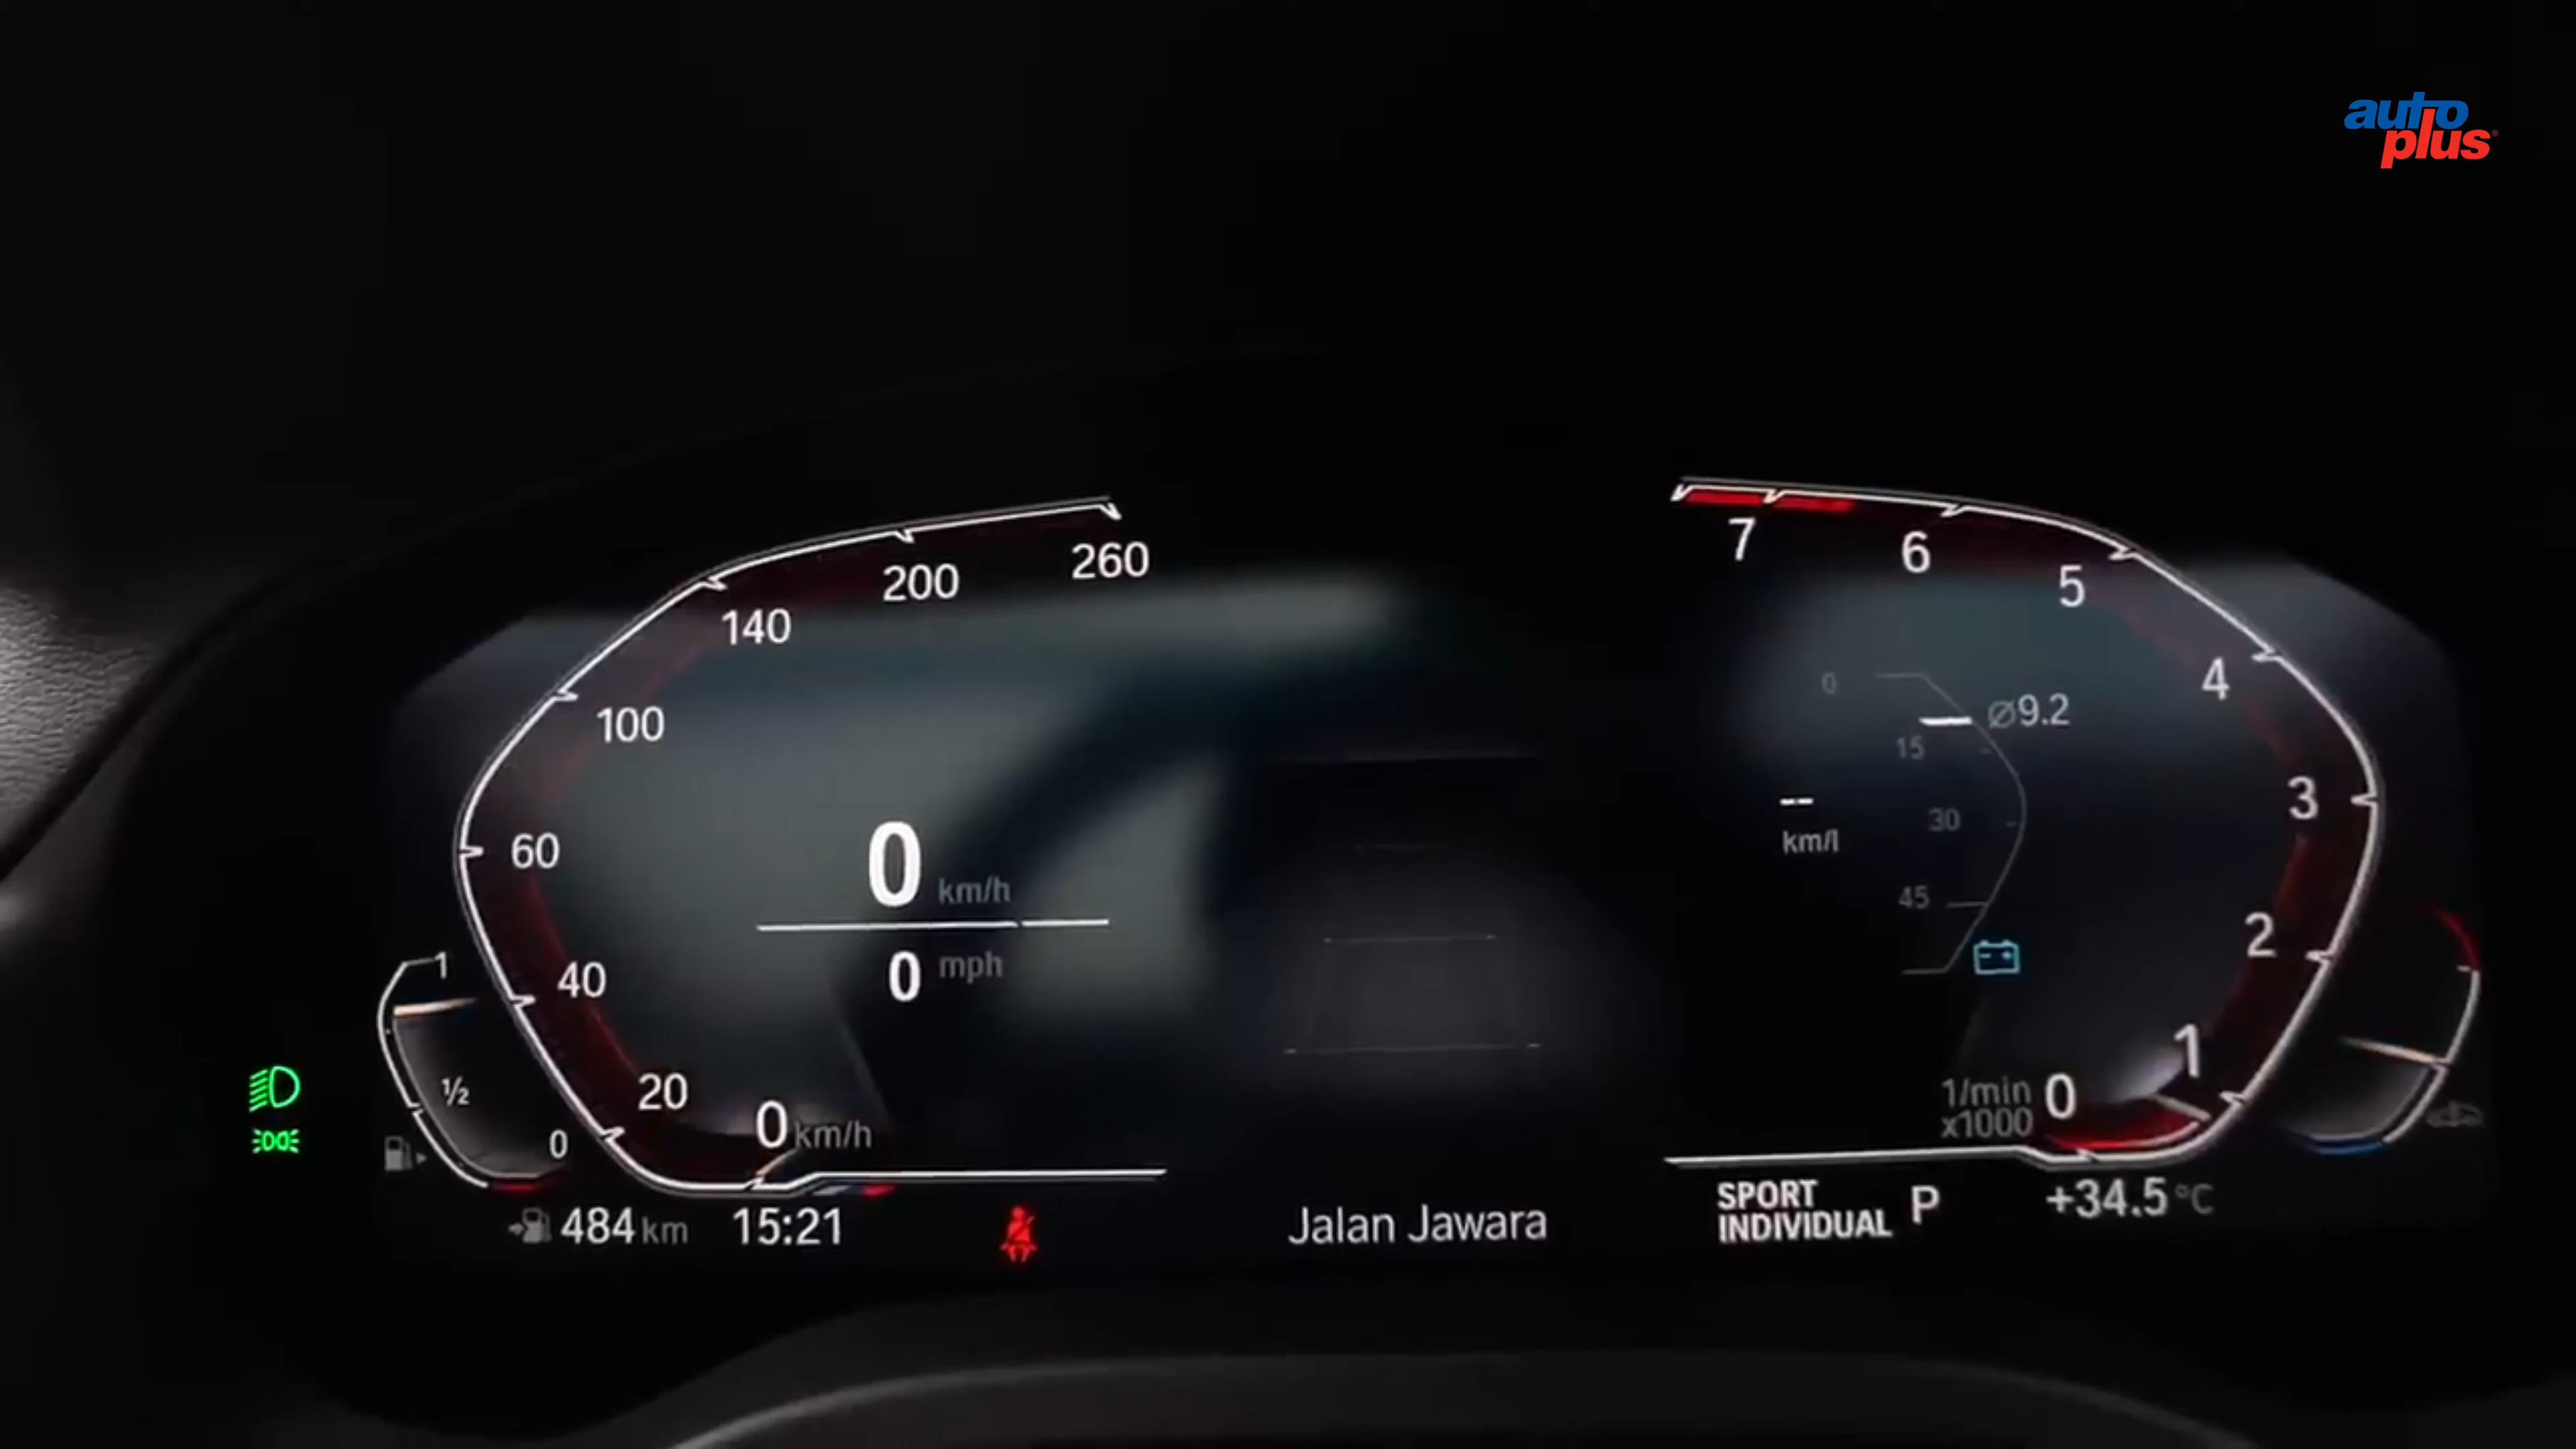 auto
plus®
260
200
140
100
60
40
20
0 km/h
0 km/h
0 mph
1
½
0
484 km
15:21
Jalan Jawara
7
6
5
4
3
2
1
0
1/min
x1000
0
15
30
45
⌀9.2
--
km/l
SPORT
INDIVIDUAL
P
+34.5 °C